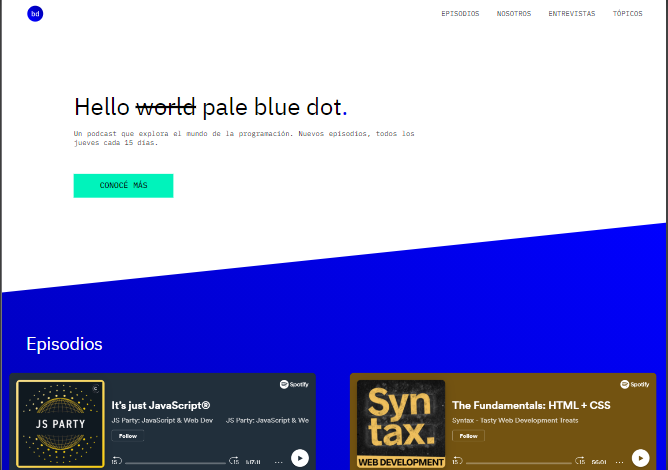 bd
EPISODIOS NOSOTROS ENTREVISTAS TÓPICOS
Hello world pale blue dot.
Un podcast que explora el mundo de la programación. Nuevos episodios, todos los
jueves cada 15 días.
CONOCÉ MÁS
Episodios
Spotify
It's just JavaScript®
JS PARTY
JS Party: JavaScript & Web Dev JS Party: JavaScript & We
Follow
15 15 1:17:11 ...
Spotify
Syn
tax.
WEB DEVELOPMENT
The Fundamentals: HTML + CSS
Syntax - Tasty Web Development Treats
Follow
15 15 56:01 ...